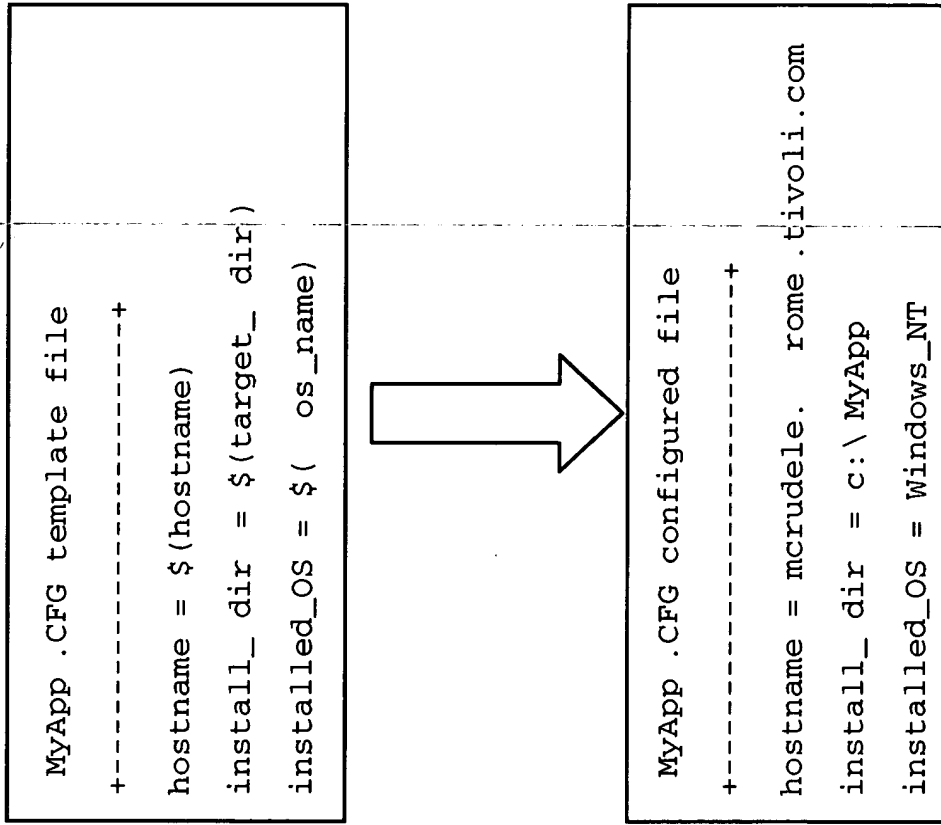 MyApp .CFG template file
+-----------------------+
hostname = $(hostname)
install_ dir = $(target_ dir)
installed_OS = $( os_name)
MyApp .CFG configured file
+--------------------------+
hostname = mcrudele. rome.tivoli.com
install_ dir = c:\ MyApp
installed_OS = Windows_NT